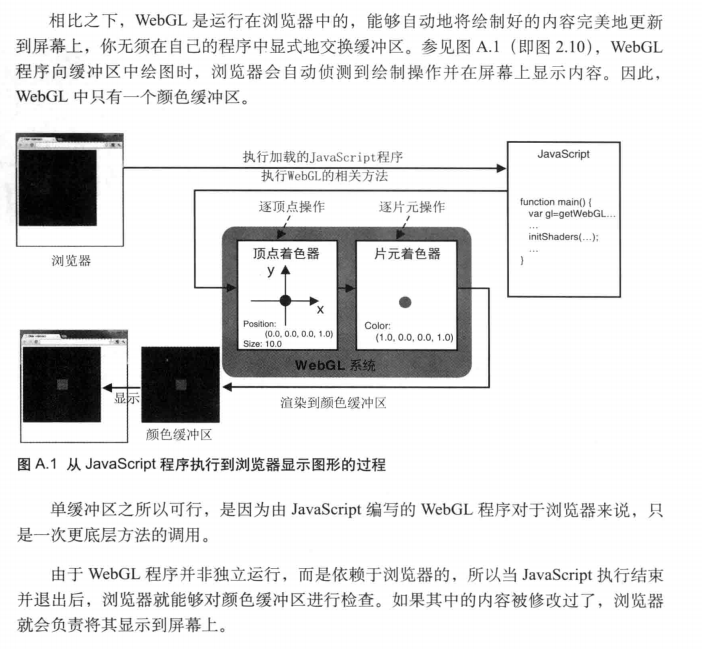 相比之下，WebGL 是运行在浏览器中的，能够自动地将绘制好的内容完美地更新
到屏幕上，你无须在自己的程序中显式地交换缓冲区。参见图 A.1（即图 2.10），WebGL
程序向缓冲区中绘图时，浏览器会自动侦测到绘制操作并在屏幕上显示内容。因此，
WebGL 中只有一个颜色缓冲区。
执行加载的JavaScript程序
执行WebGL的相关方法
JavaScript
function main() {
var gl=getWebGL...
...
initShaders(...);
...
}
浏览器
逐顶点操作
逐片元操作
顶点着色器
y
x
Position:
(0.0, 0.0, 0.0, 1.0)
Size: 10.0
片元着色器
Color:
(1.0, 0.0, 0.0, 1.0)
WebGL 系统
显示
渲染到颜色缓冲区
颜色缓冲区
图 A.1 从 JavaScript 程序执行到浏览器显示图形的过程
单缓冲区之所以可行，是因为由 JavaScript 编写的 WebGL 程序对于浏览器来说，只
是一次更底层方法的调用。
由于 WebGL 程序并非独立运行，而是依赖于浏览器的，所以当 JavaScript 执行结束
并退出后，浏览器就能够对颜色缓冲区进行检查。如果其中的内容被修改过了，浏览器
就会负责将其显示到屏幕上。